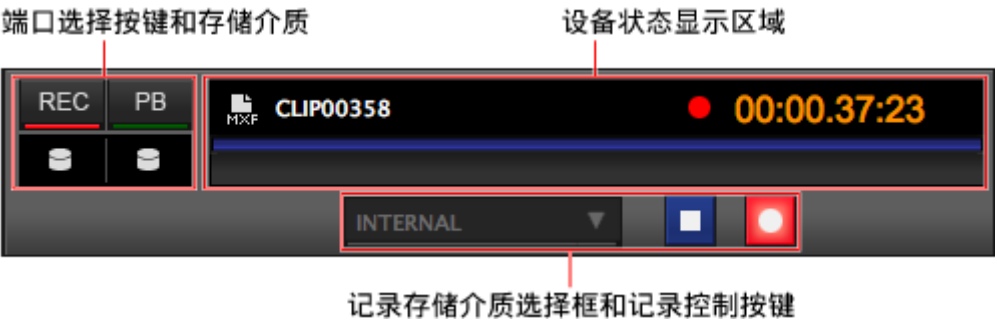 端口选择按键和存储介质
设备状态显示区域
REC PB
MXF CLIP00358 00:00.37:23
INTERNAL
记录存储介质选择框和记录控制按键